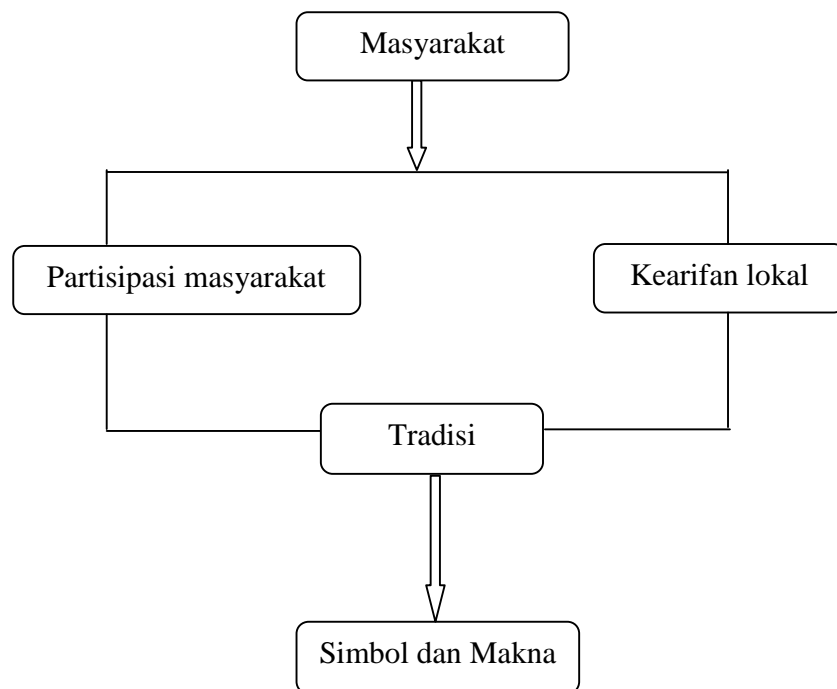 Masyarakat
Partisipasi masyarakat
Kearifan lokal
Tradisi
Simbol dan Makna